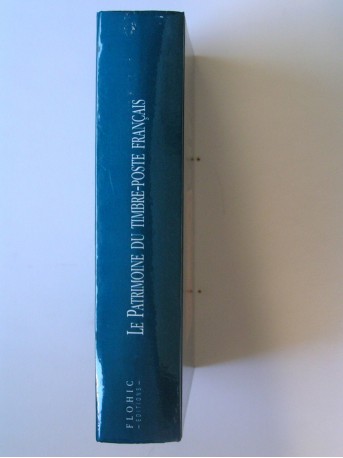 LE PATRIMOINE DU TIMBRE-POSTE FRANÇAIS
FLOHIC
— EDITIONS —